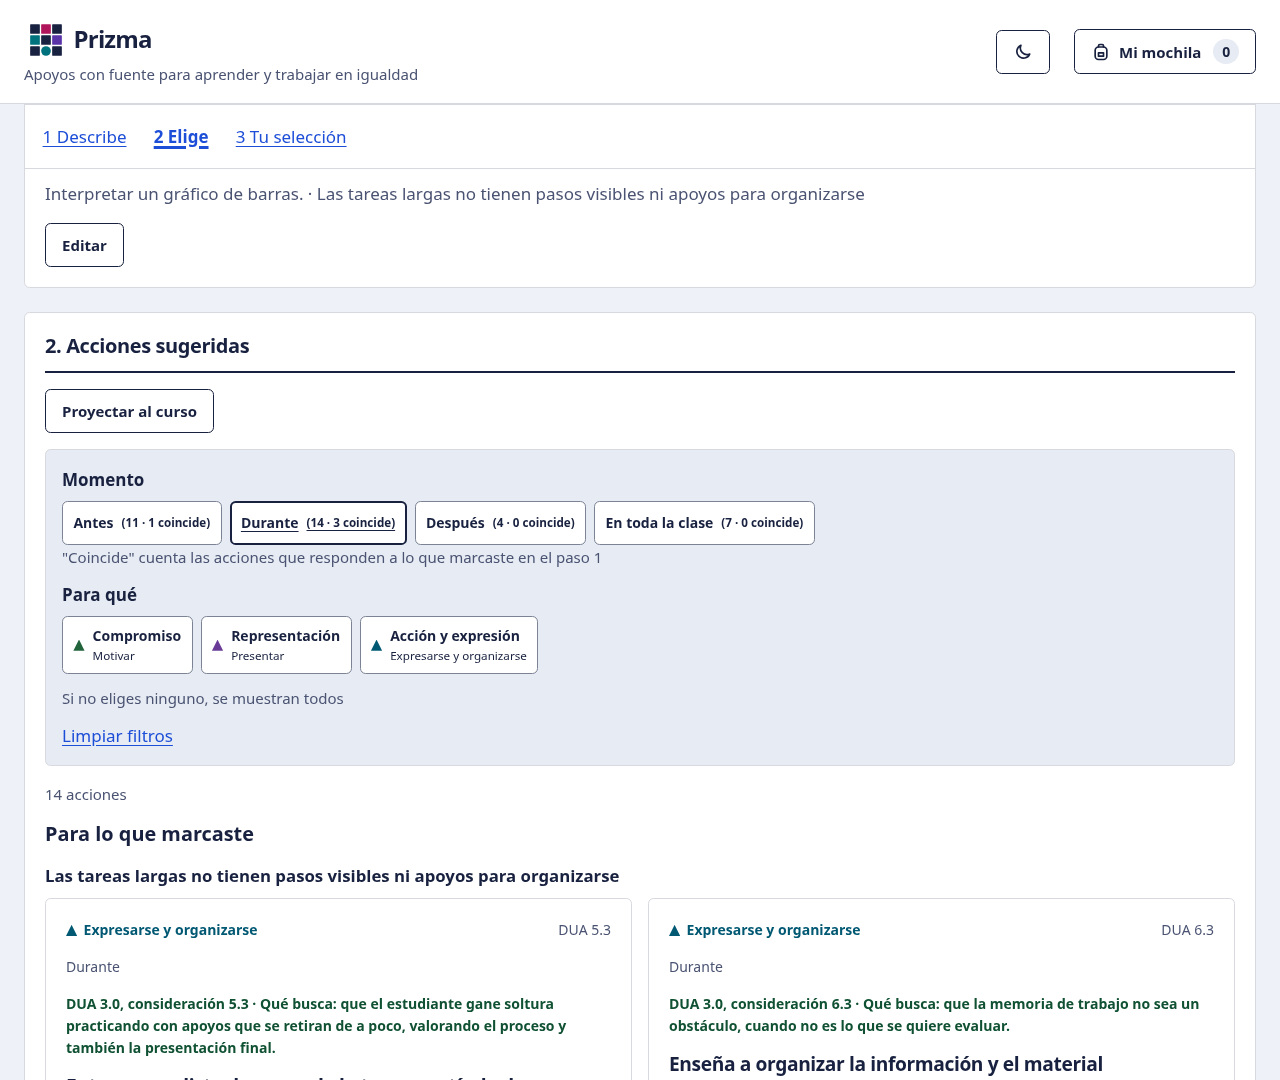 Prizma
Apoyos con fuente para aprender y trabajar en igualdad
Mi mochila 0
1 Describe 2 Elige 3 Tu selección
Interpretar un gráfico de barras. · Las tareas largas no tienen pasos visibles ni apoyos para organizarse
Editar
2. Acciones sugeridas
Proyectar al curso
Momento
Antes (11 · 1 coincide) Durante (14 · 3 coincide) Después (4 · 0 coincide) En toda la clase (7 · 0 coincide)
"Coincide" cuenta las acciones que responden a lo que marcaste en el paso 1
Para qué
Compromiso
Motivar
Representación
Presentar
Acción y expresión
Expresarse y organizarse
Si no eliges ninguno, se muestran todos
Limpiar filtros
14 acciones
Para lo que marcaste
Las tareas largas no tienen pasos visibles ni apoyos para organizarse
Expresarse y organizarse DUA 5.3
Durante
DUA 3.0, consideración 5.3 · Qué busca: que el estudiante gane soltura
practicando con apoyos que se retiran de a poco, valorando el proceso y
también la presentación final.
Expresarse y organizarse DUA 6.3
Durante
DUA 3.0, consideración 6.3 · Qué busca: que la memoria de trabajo no sea un
obstáculo, cuando no es lo que se quiere evaluar.
Enseña a organizar la información y el material